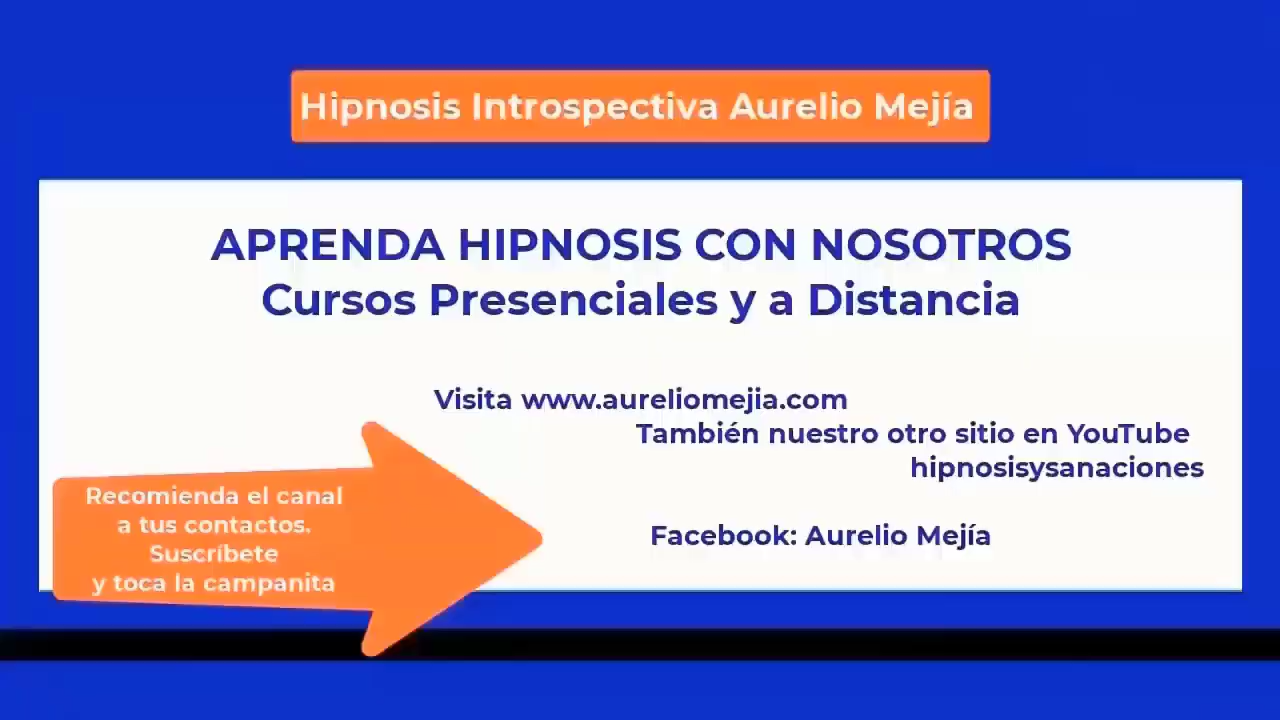 Hipnosis Introspectiva Aurelio Mejía
APRENDA HIPNOSIS CON NOSOTROS
Cursos Presenciales y a Distancia
Visita www.aureliomejia.com
También nuestro otro sitio en YouTube
hipnosisysanaciones
Facebook: Aurelio Mejía
Recomienda el canal
a tus contactos.
Suscríbete
y toca la campanita